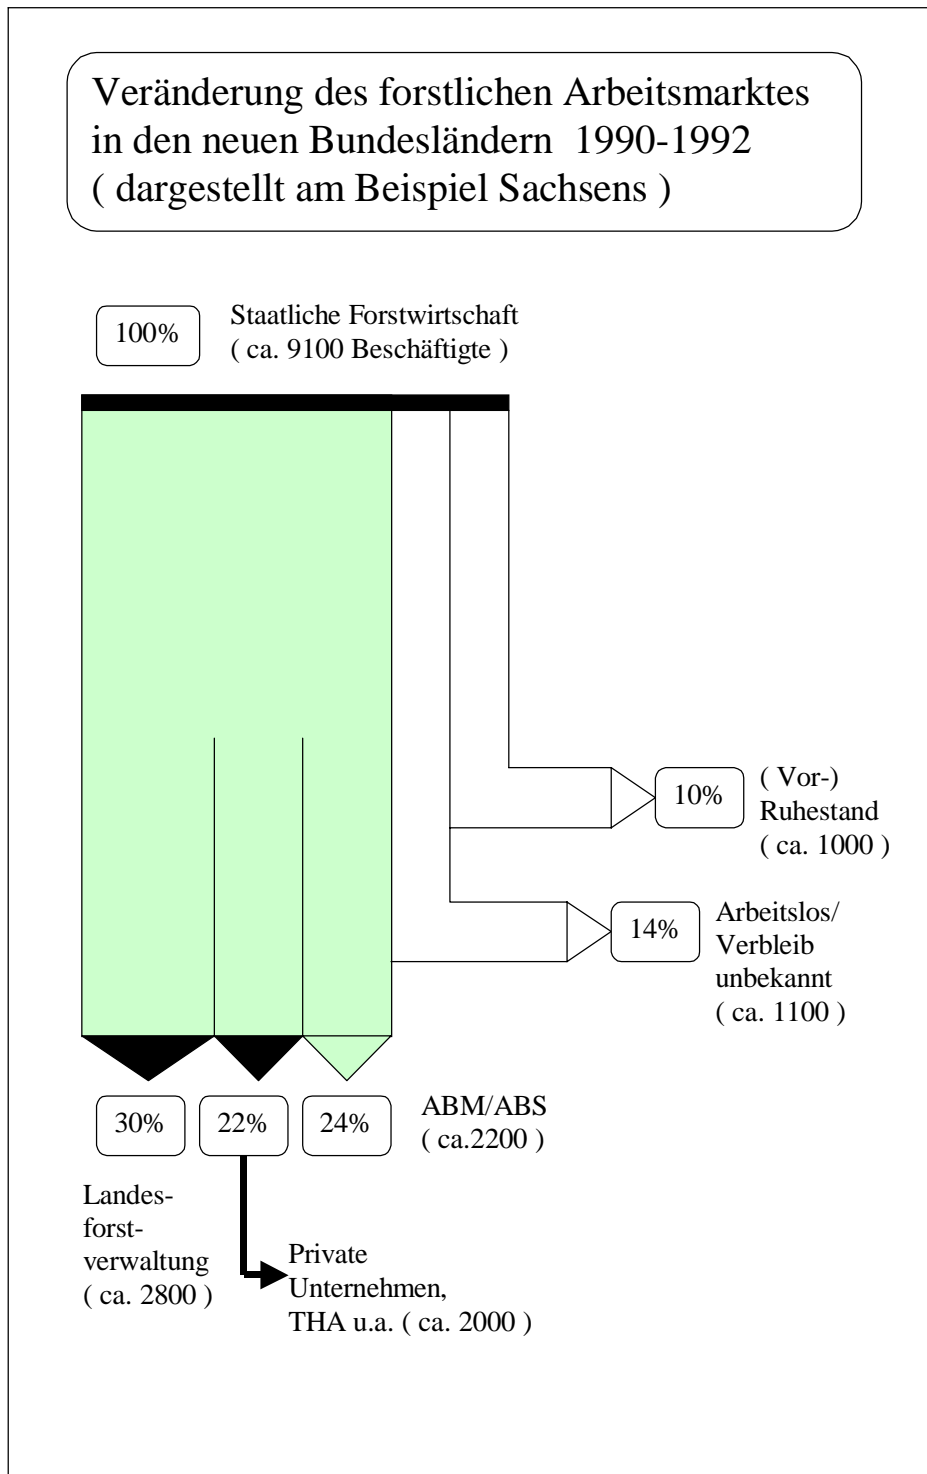 Veränderung des forstlichen Arbeitsmarktes
in den neuen Bundesländern 1990-1992
( dargestellt am Beispiel Sachsens )
100%
Staatliche Forstwirtschaft
( ca. 9100 Beschäftigte )
10%
( Vor-)
Ruhestand
( ca. 1000 )
14%
Arbeitslos/
Verbleib
unbekannt
( ca. 1100 )
30%
22%
24%
ABM/ABS
( ca.2200 )
Landes-
forst-
verwaltung
( ca. 2800 )
Private
Unternehmen,
THA u.a. ( ca. 2000 )